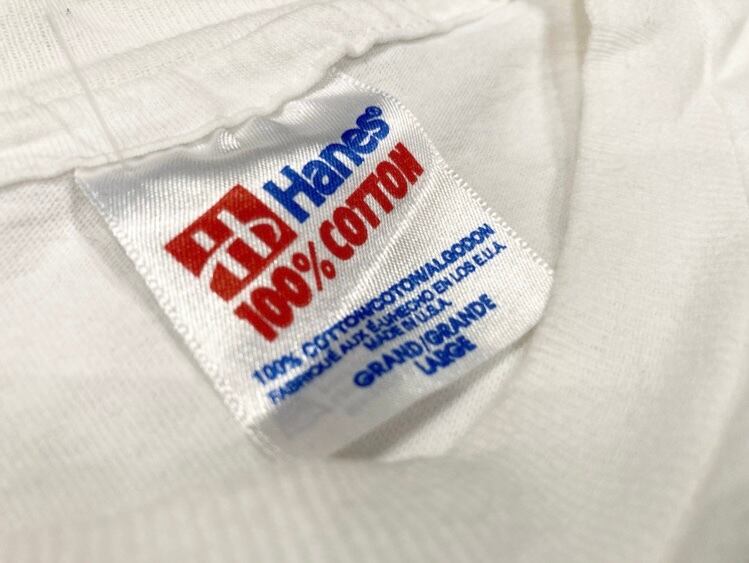 Hanes®
100% COTTON
100% COTTON/COTON/ALGODON
FABRIQUÉ AUX É.-U./HECHO EN LOS E.U.A.
MADE IN U.S.A.
GRAND/GRANDE
LARGE